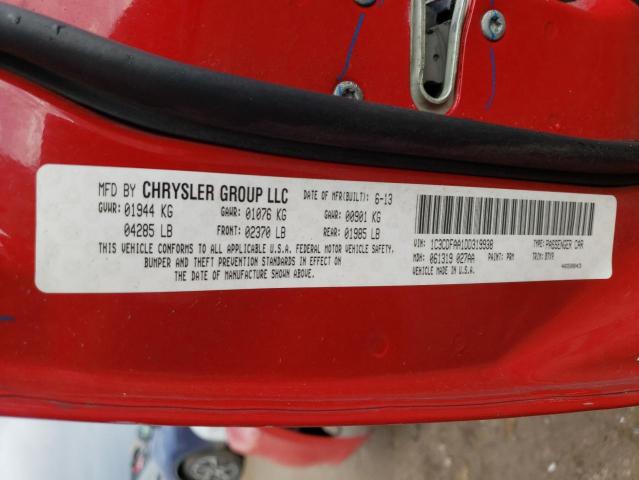 MFD BY CHRYSLER GROUP LLC DATE OF MFR(BUILT): 6-13
GVWR: 01944 KG GAWR: 01076 KG GAWR: 00901 KG
04285 LB FRONT: 02370 LB REAR: 01985 LB
THIS VEHICLE CONFORMS TO ALL APPLICABLE U.S.A. FEDERAL MOTOR VEHICLE SAFETY,
BUMPER AND THEFT PREVENTION STANDARDS IN EFFECT ON
THE DATE OF MANUFACTURE SHOWN ABOVE.
VIN: 1C3CDFAA1DD319938 TYPE: PASSENGER CAR
MDH: 061319 027AA PAINT: PRM TRIM:
MADE IN U.S.A.